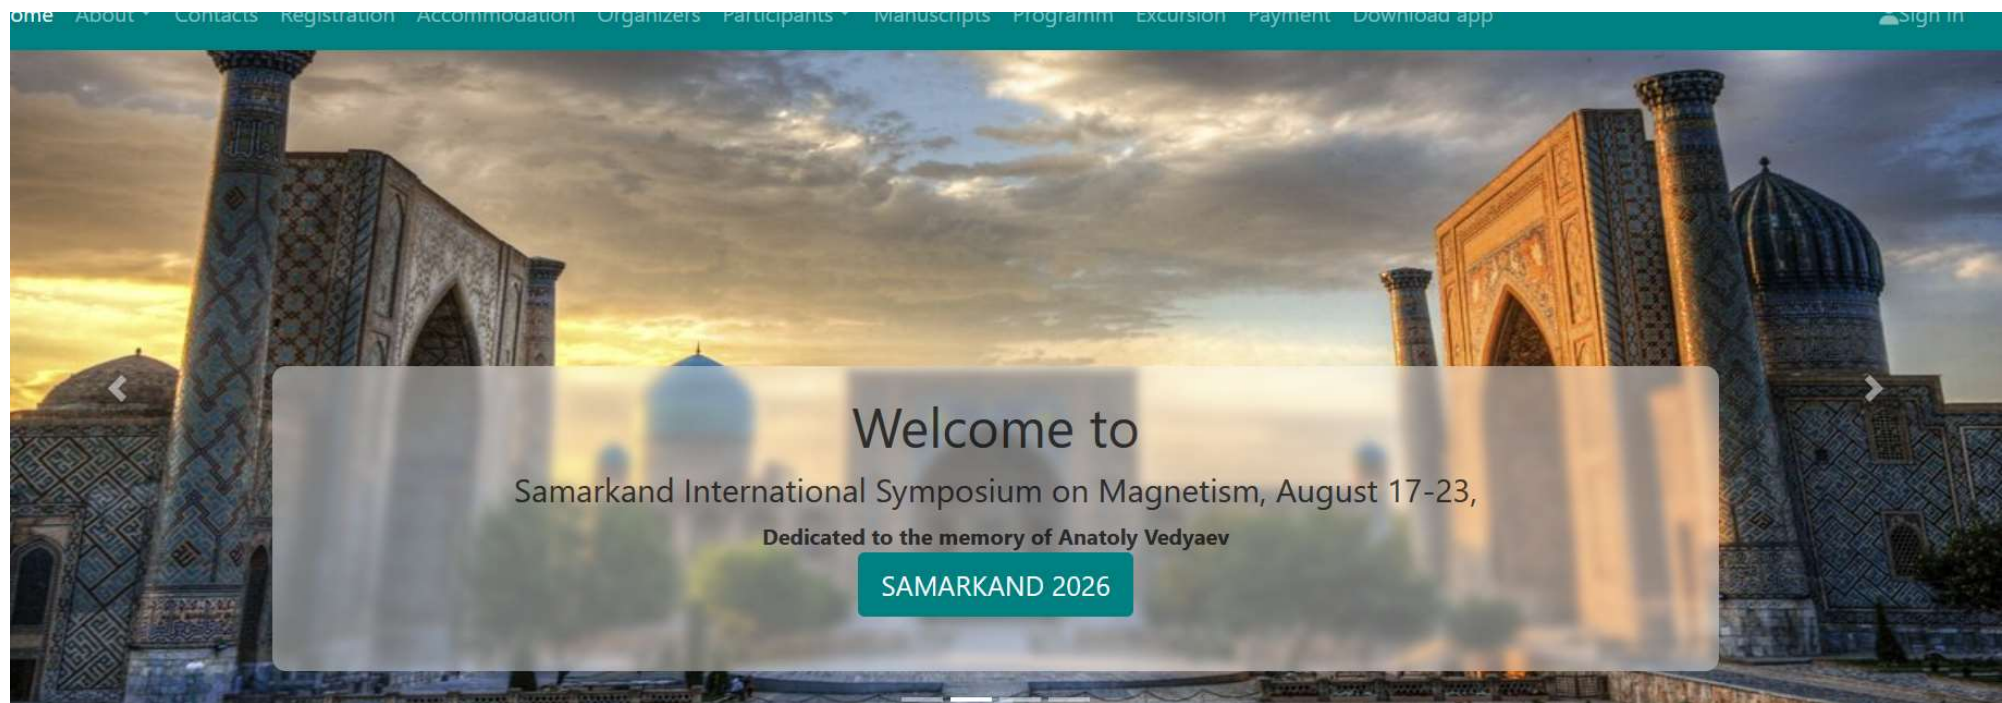 ome About Contacts Registration Accommodation Organizers Participants Manuscripts Programm Excursion Payment Download app Sign in
Welcome to
Samarkand International Symposium on Magnetism, August 17-23,
Dedicated to the memory of Anatoly Vedyaev
SAMARKAND 2026